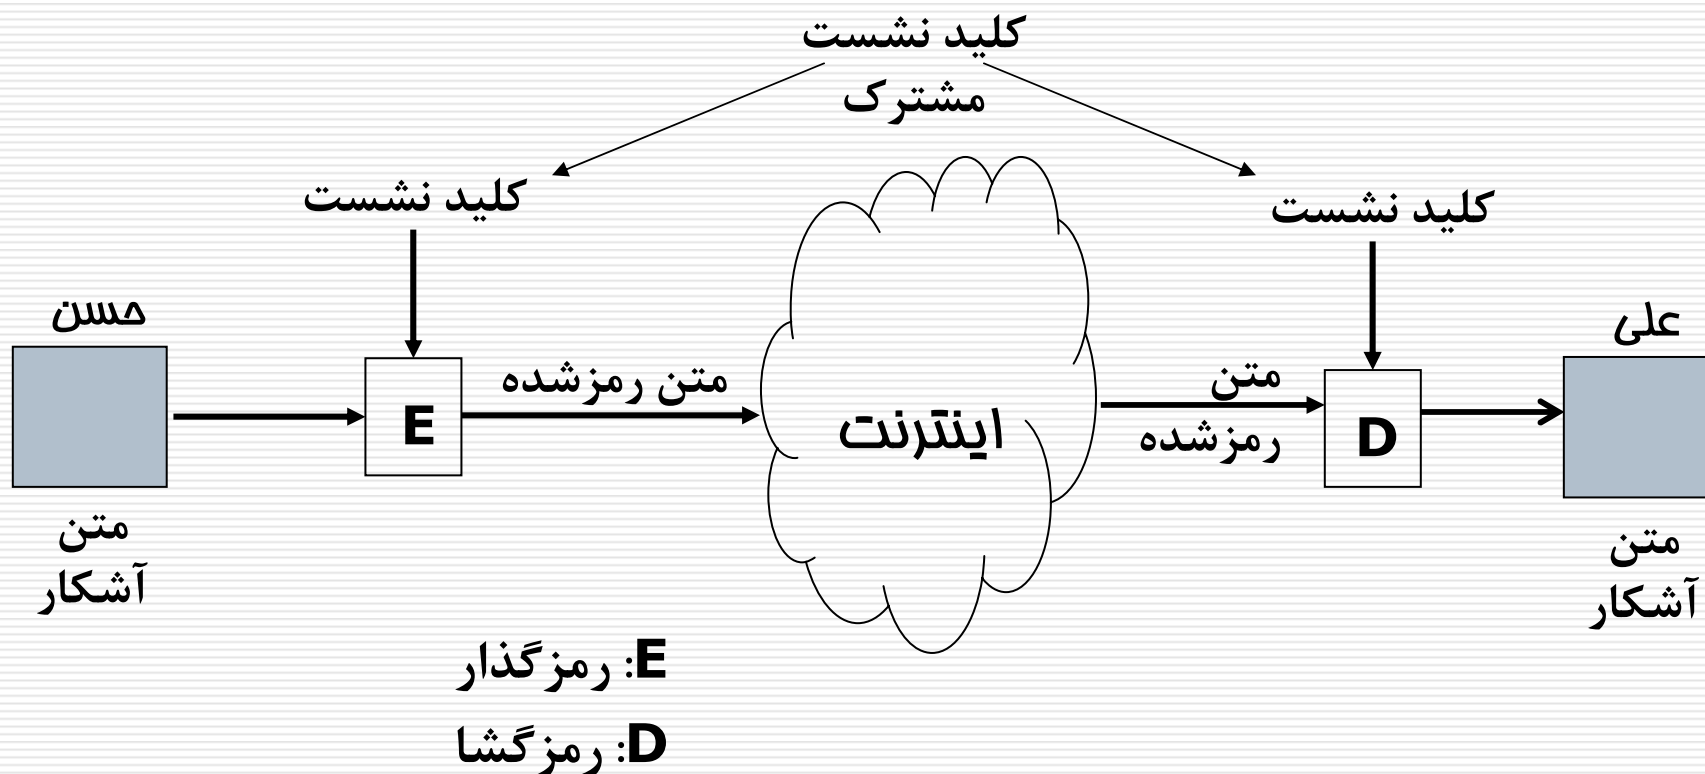 کلید نشست
مشترک
کلید نشست
کلید نشست
حسن
علی
متن رمزشده
متن
رمزشده
E
اینترنت
D
متن
آشکار
متن
آشکار
E: رمزگذار
D: رمزگشا